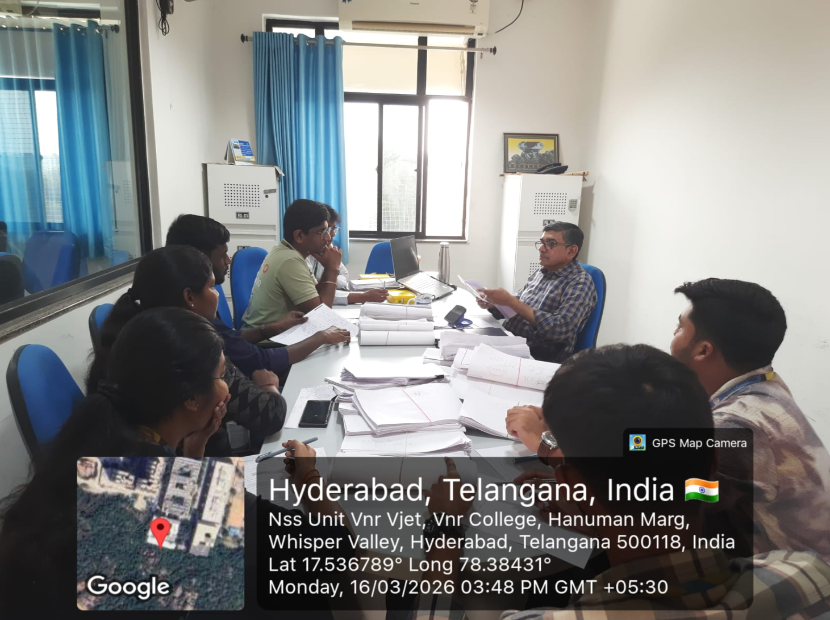 GPS Map Camera
Hyderabad, Telangana, India 🇮🇳
Nss Unit Vnr Vjet, Vnr College, Hanuman Marg,
Whisper Valley, Hyderabad, Telangana 500118, India
Lat 17.536789° Long 78.38431°
Monday, 16/03/2026 03:48 PM GMT +05:30
Google